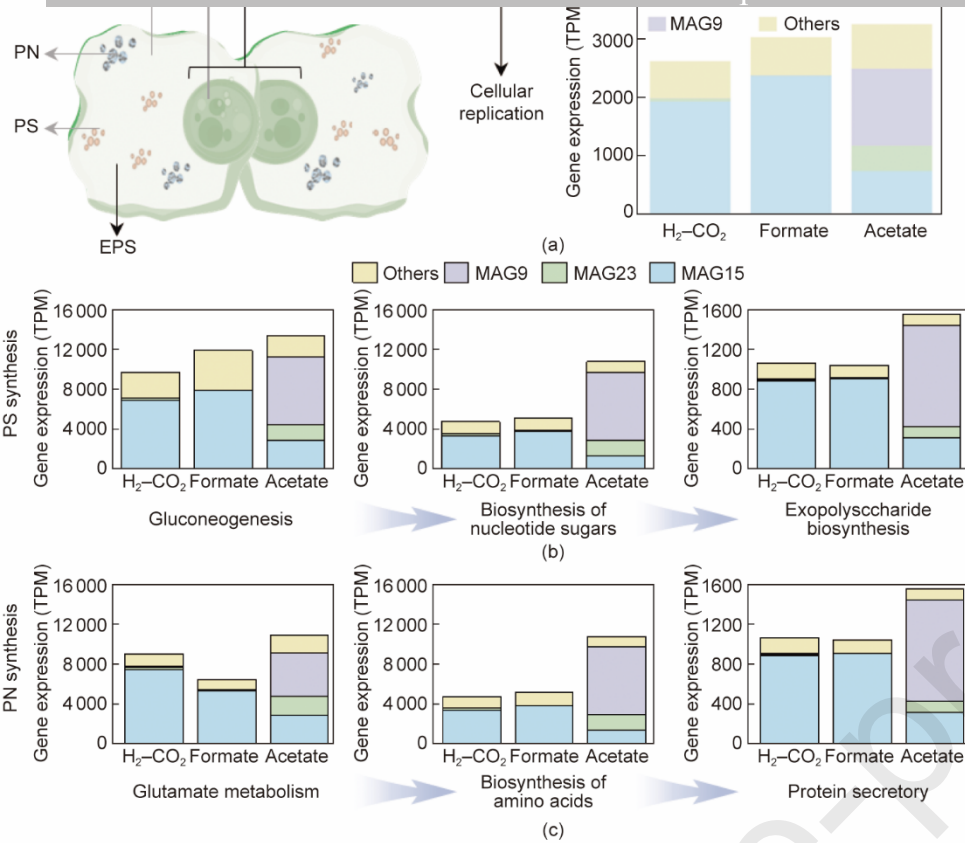 PN
PS
EPS
Cellular
replication
(a)
Gene expression (TPM)
MAG9 Others
3000
2000
1000
0
H₂–CO₂ Formate Acetate
Others MAG9 MAG23 MAG15
PS synthesis
Gene expression (TPM)
16 000
12 000
8 000
4 000
0
H₂–CO₂ Formate Acetate
Gluconeogenesis
Gene expression (TPM)
16 000
12 000
8 000
4 000
0
H₂–CO₂ Formate Acetate
Biosynthesis of
nucleotide sugars
Gene expression (TPM)
1600
1200
800
400
0
H₂–CO₂ Formate Acetate
Exopolysccharide
biosynthesis
(b)
PN synthesis
Gene expression (TPM)
16 000
12 000
8 000
4 000
0
H₂–CO₂ Formate Acetate
Glutamate metabolism
Gene expression (TPM)
16 000
12 000
8 000
4 000
0
H₂–CO₂ Formate Acetate
Biosynthesis of
amino acids
Gene expression (TPM)
1600
1200
800
400
0
H₂–CO₂ Formate Acetate
Protein secretory
(c)